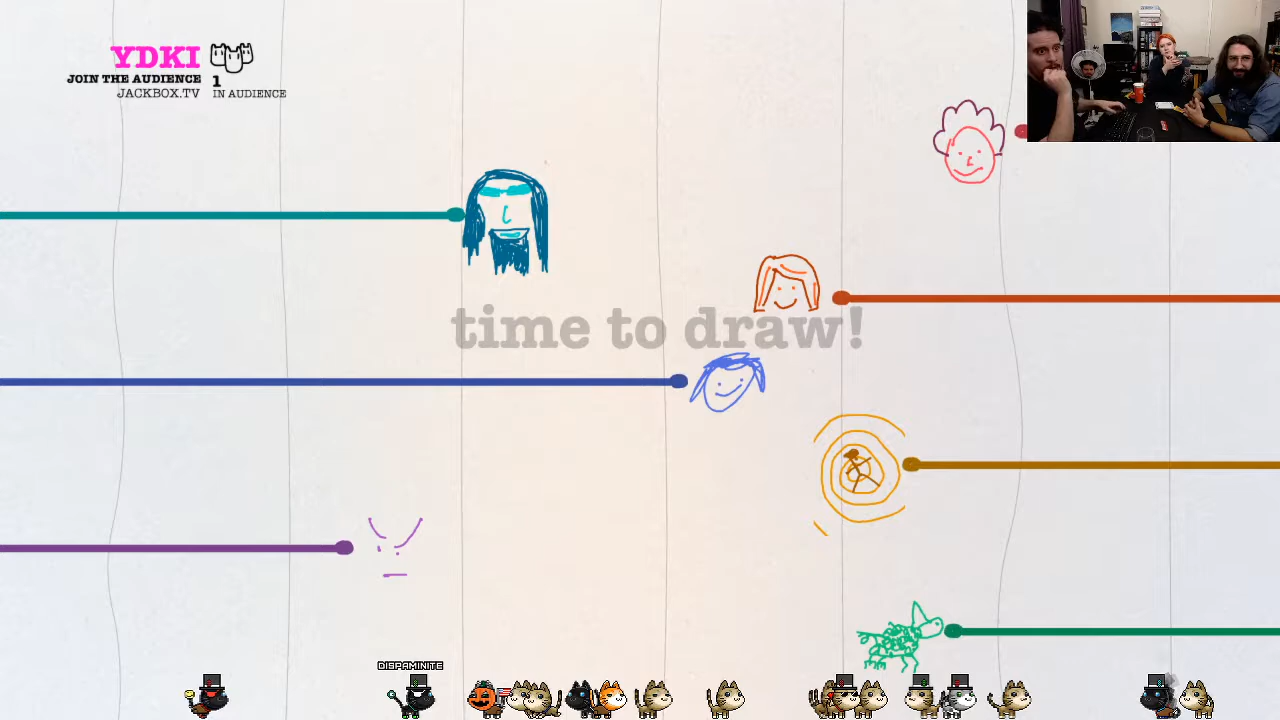 YDKI
JOIN THE AUDIENCE
JACKBOX.TV
1
IN AUDIENCE
time to draw!
DISPAMINITE